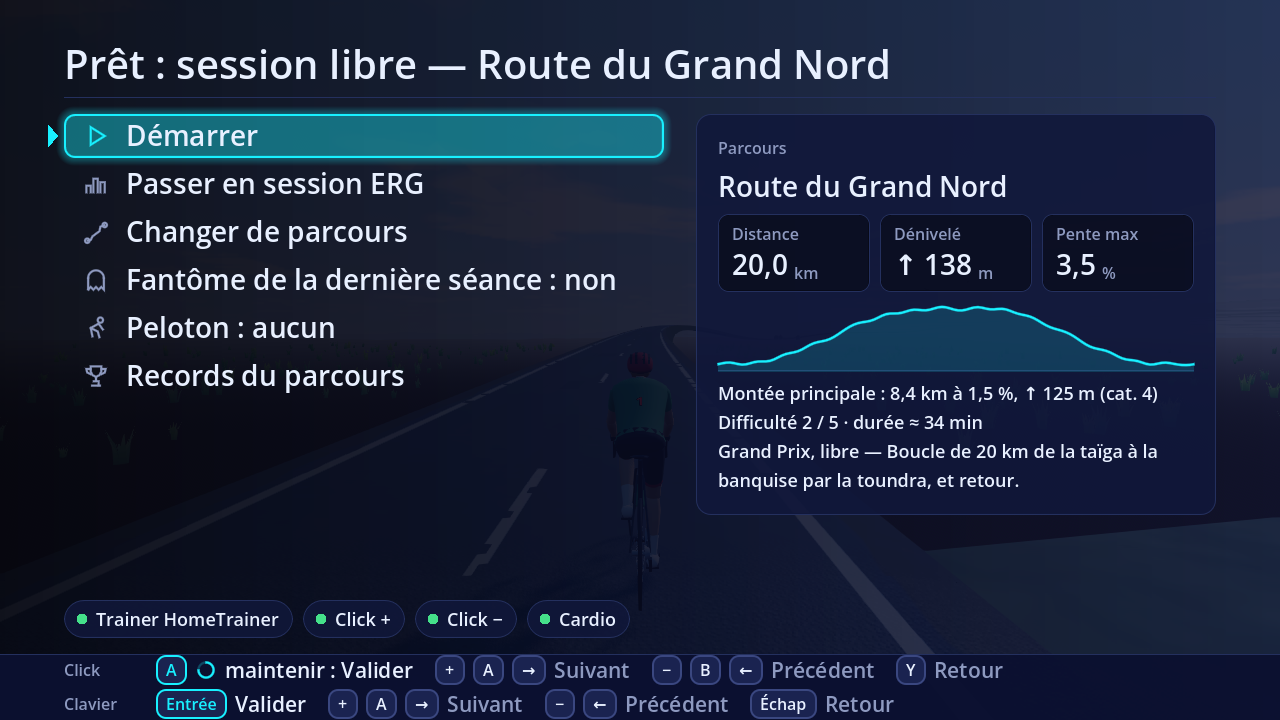 Prêt : session libre — Route du Grand Nord
Démarrer
Passer en session ERG
Changer de parcours
Fantôme de la dernière séance : non
Peloton : aucun
Records du parcours
Parcours
Route du Grand Nord
Distance
20,0 km
Dénivelé
↑ 138 m
Pente max
3,5 %
Montée principale : 8,4 km à 1,5 %, ↑ 125 m (cat. 4)
Difficulté 2 / 5 · durée ≈ 34 min
Grand Prix, libre — Boucle de 20 km de la taïga à la
banquise par la toundra, et retour.
Trainer HomeTrainer
Click +
Click −
Cardio
Click A maintenir : Valider + A → Suivant − B ← Précédent Y Retour
Clavier Entrée Valider + A → Suivant − ← Précédent Échap Retour